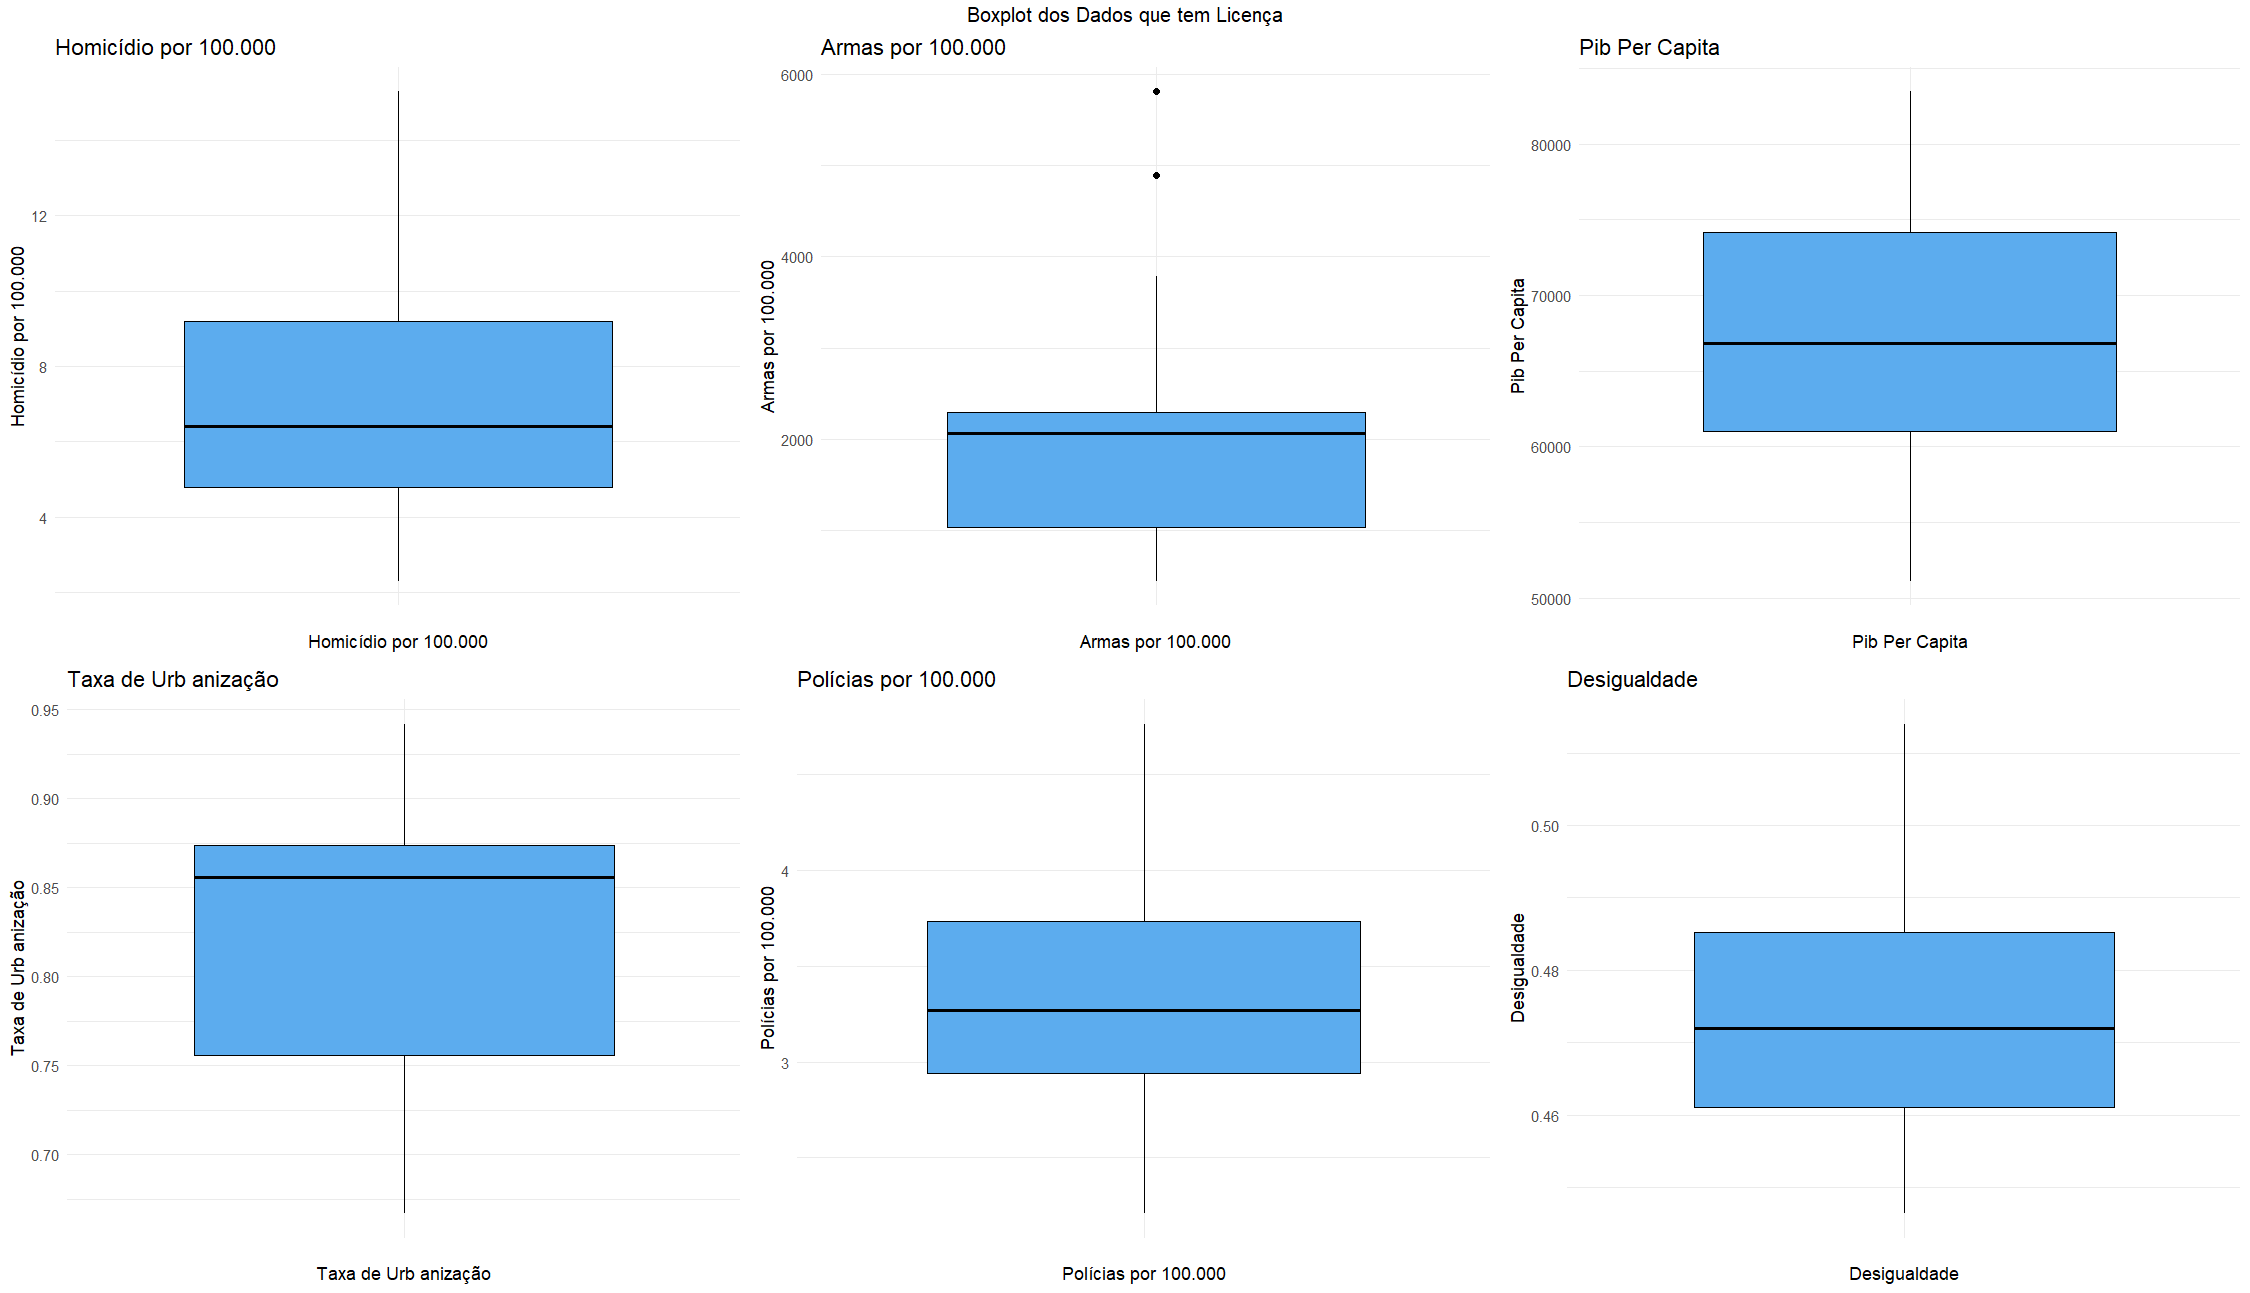 Boxplot dos Dados que tem Licença
Homicídio por 100.000
12
8
4
Homicídio por 100.000
Homicídio por 100.000
Armas por 100.000
6000
4000
2000
Armas por 100.000
Armas por 100.000
Pib Per Capita
80000
70000
60000
50000
Pib Per Capita
Pib Per Capita
Taxa de Urb anização
0.95
0.90
0.85
0.80
0.75
0.70
Taxa de Urb anização
Taxa de Urb anização
Polícias por 100.000
4
3
Polícias por 100.000
Polícias por 100.000
Desigualdade
0.50
0.48
0.46
Desigualdade
Desigualdade